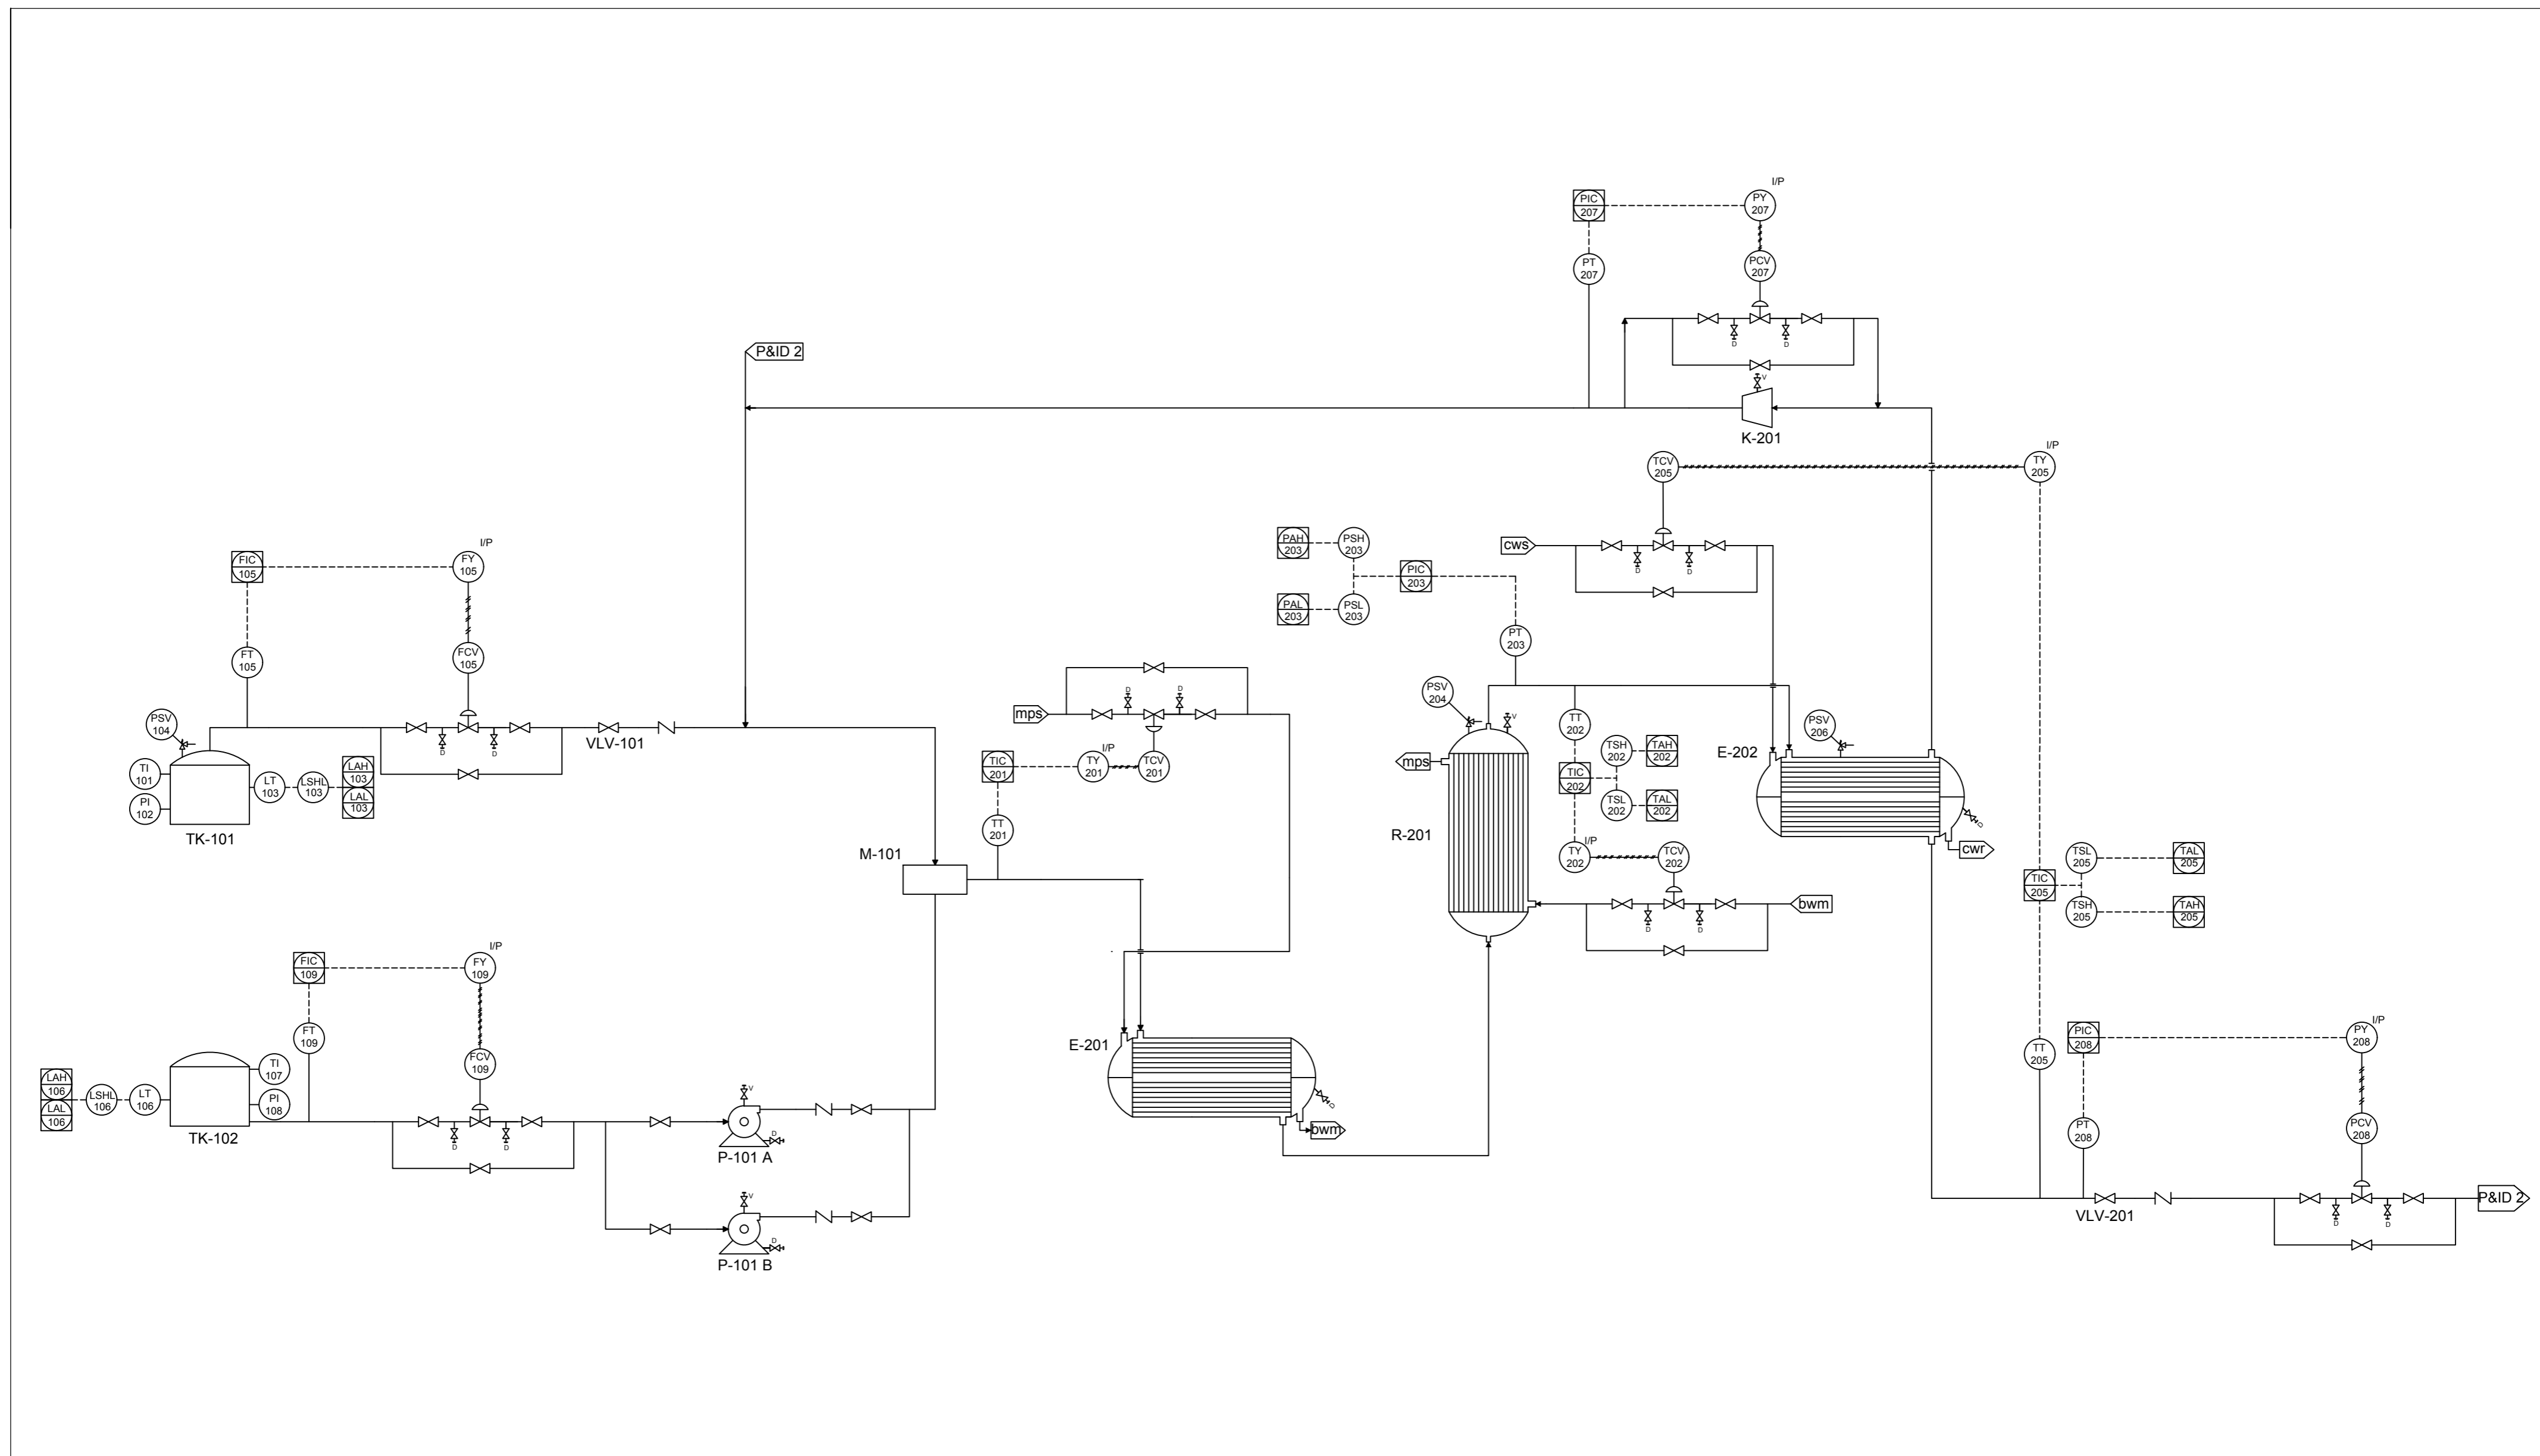 I/P
PIC
207
PY
207
PT
207
PCV
207
D
D
P&ID 2
V
K-201
I/P
TCV
205
TY
205
PAH
203
PSH
203
cws
I/P
FIC
105
FY
105
PIC
203
D
D
PAL
203
PSL
203
PT
203
FT
105
FCV
105
D
D
PSV
204
mps
V
PSV
104
TT
202
PSV
206
VLV-101
D
D
I/P
TSH
202
TAH
202
E-202
TI
101
LAH
103
TIC
201
TY
201
TCV
201
mps
TIC
202
LT
103
LSHL
103
LAL
103
PI
102
TSL
202
TAL
202
D
TK-101
TT
201
R-201
I/P
M-101
TY
202
TCV
202
cwr
TSL
205
TAL
205
TIC
205
bwm
TSH
205
TAH
205
D
D
I/P
FIC
109
FY
109
I/P
FT
109
PIC
208
PY
208
E-201
TT
205
FCV
109
TI
107
LAH
106
LSHL
106
LT
106
LAL
106
PI
108
V
D
PT
208
PCV
208
D
D
D
bwm
TK-102
P-101 A
V
P&ID 2
VLV-201
D
D
D
P-101 B